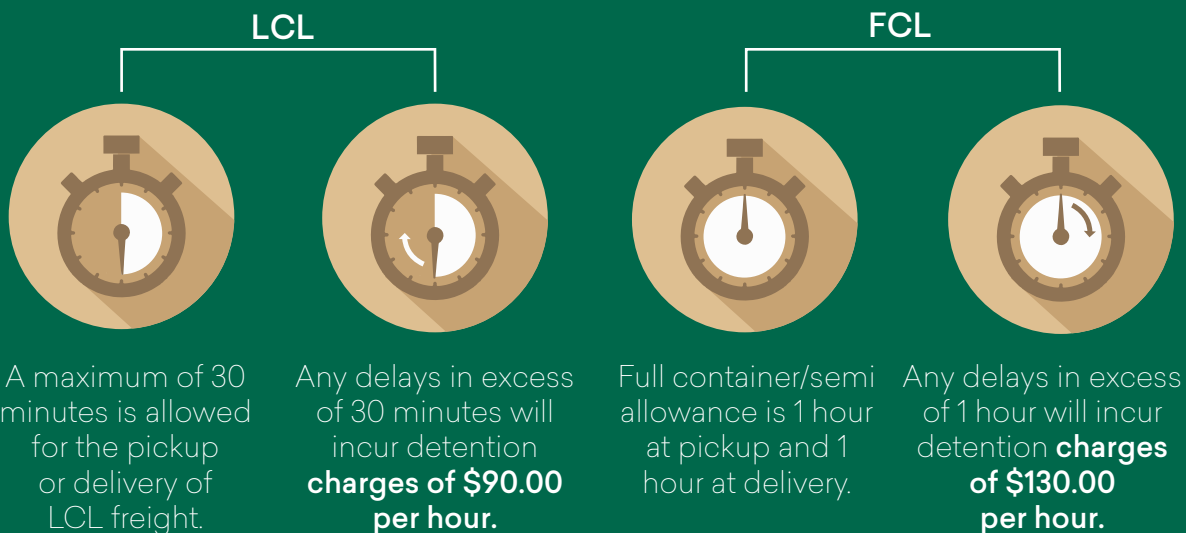 LCL
A maximum of 30
minutes is allowed
for the pickup
or delivery of
LCL freight.
Any delays in excess
of 30 minutes will
incur detention
charges of $90.00
per hour.
FCL
Full container/semi
allowance is 1 hour
at pickup and 1
hour at delivery.
Any delays in excess
of 1 hour will incur
detention charges
of $130.00
per hour.